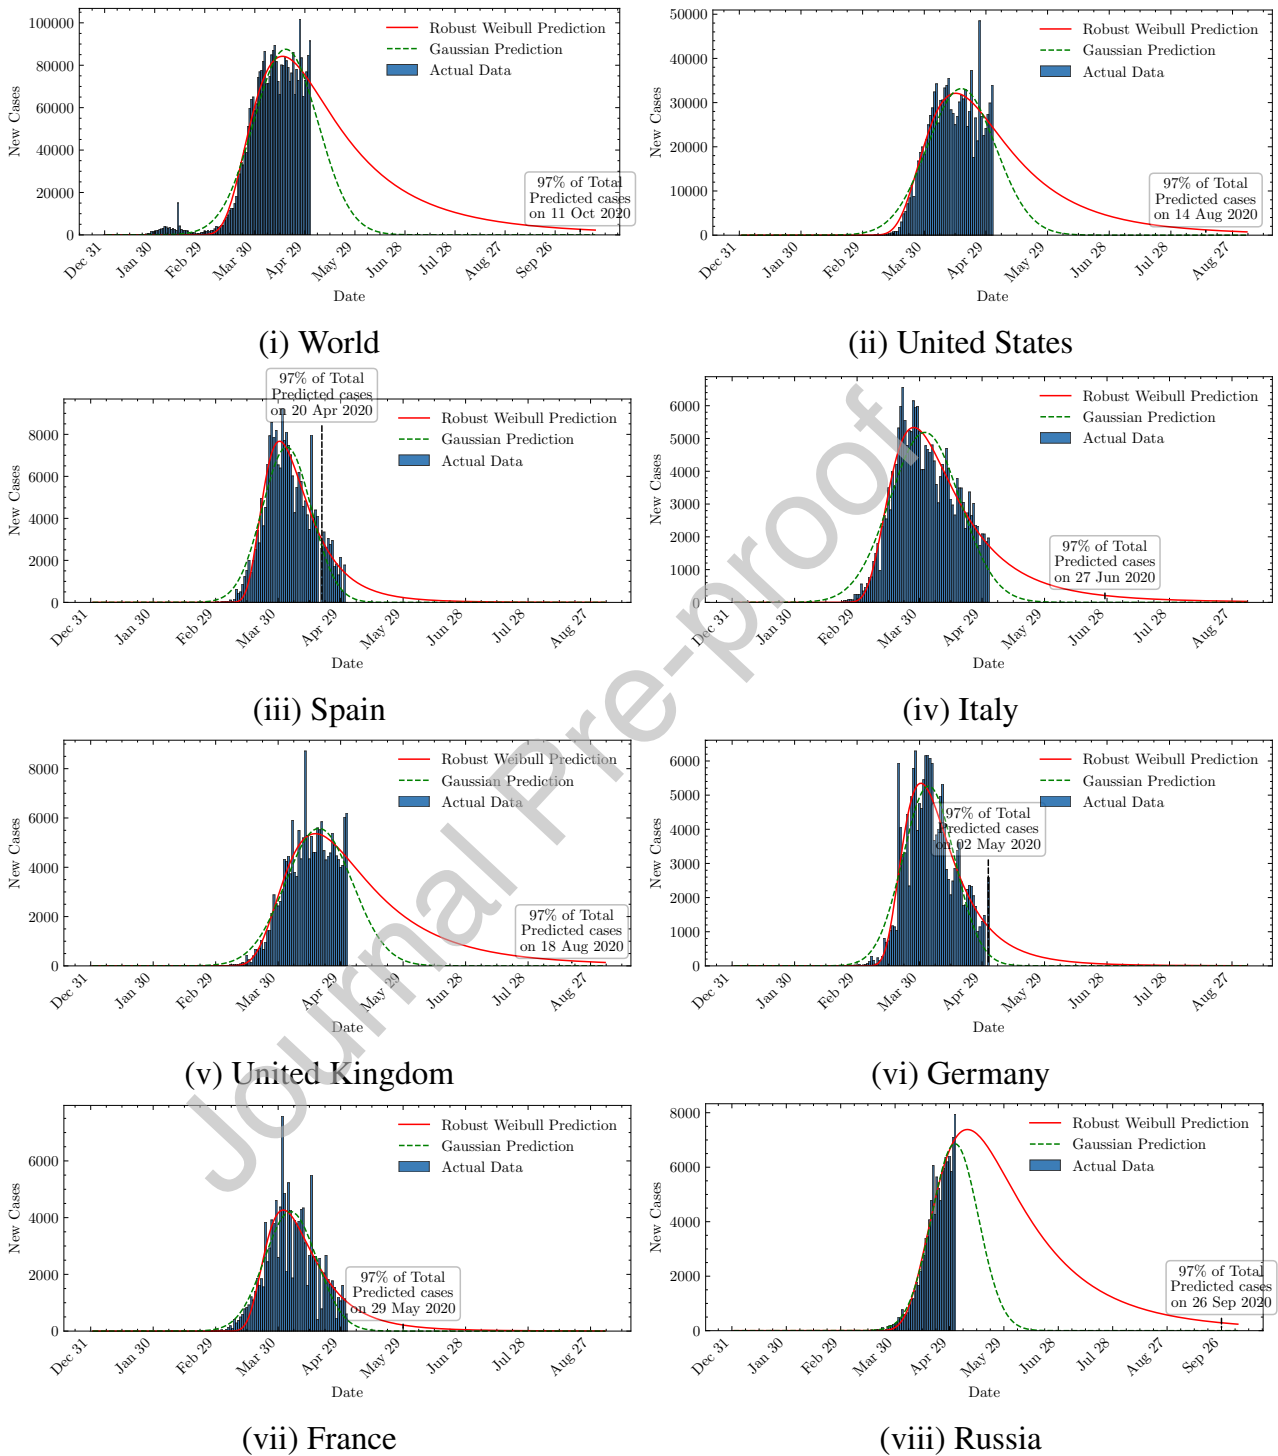 100000
80000
60000
40000
20000
0
New Cases
Robust Weibull Prediction
Gaussian Prediction
Actual Data
97% of Total
Predicted cases
on 11 Oct 2020
Dec 31
Jan 30
Feb 29
Mar 30
Apr 29
May 29
Jun 28
Jul 28
Aug 27
Sep 26
Date
(i) World
50000
40000
30000
20000
10000
0
New Cases
Robust Weibull Prediction
Gaussian Prediction
Actual Data
97% of Total
Predicted cases
on 14 Aug 2020
Dec 31
Jan 30
Feb 29
Mar 30
Apr 29
May 29
Jun 28
Jul 28
Aug 27
Date
(ii) United States
8000
6000
4000
2000
0
New Cases
97% of Total
Predicted cases
on 20 Apr 2020
Robust Weibull Prediction
Gaussian Prediction
Actual Data
Dec 31
Jan 30
Feb 29
Mar 30
Apr 29
May 29
Jun 28
Jul 28
Aug 27
Date
(iii) Spain
6000
5000
4000
3000
2000
1000
0
New Cases
Robust Weibull Prediction
Gaussian Prediction
Actual Data
97% of Total
Predicted cases
on 27 Jun 2020
Dec 31
Jan 30
Feb 29
Mar 30
Apr 29
May 29
Jun 28
Jul 28
Aug 27
Date
(iv) Italy
8000
6000
4000
2000
0
New Cases
Robust Weibull Prediction
Gaussian Prediction
Actual Data
97% of Total
Predicted cases
on 18 Aug 2020
Dec 31
Jan 30
Feb 29
Mar 30
Apr 29
May 29
Jun 28
Jul 28
Aug 27
Date
(v) United Kingdom
6000
5000
4000
3000
2000
1000
0
New Cases
Robust Weibull Prediction
Gaussian Prediction
Actual Data
97% of Total
Predicted cases
on 02 May 2020
Dec 31
Jan 30
Feb 29
Mar 30
Apr 29
May 29
Jun 28
Jul 28
Aug 27
Date
(vi) Germany
6000
4000
2000
0
New Cases
Robust Weibull Prediction
Gaussian Prediction
Actual Data
97% of Total
Predicted cases
on 29 May 2020
Dec 31
Jan 30
Feb 29
Mar 30
Apr 29
May 29
Jun 28
Jul 28
Aug 27
Date
(vii) France
8000
6000
4000
2000
0
New Cases
Robust Weibull Prediction
Gaussian Prediction
Actual Data
97% of Total
Predicted cases
on 26 Sep 2020
Dec 31
Jan 30
Feb 29
Mar 30
Apr 29
May 29
Jun 28
Jul 28
Aug 27
Sep 26
Date
(viii) Russia
Journal Pre-proof